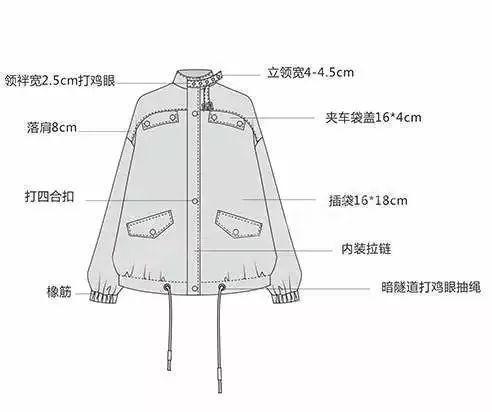 立领宽4-4.5cm
领袢宽2.5cm打鸡眼
夹车袋盖16*4cm
落肩8cm
打四合扣
插袋16*18cm
内装拉链
橡筋
暗隧道打鸡眼抽绳